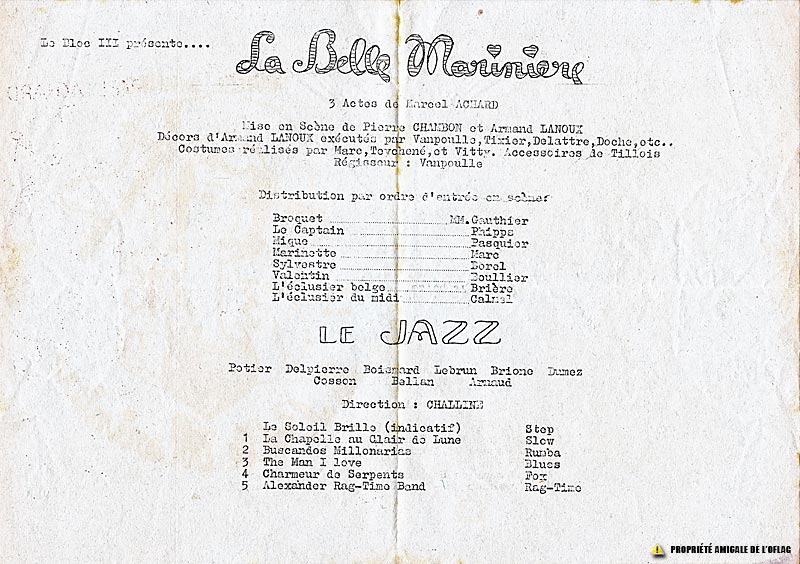 Le Bloc III présente....
La Belle Marinière
3 Actes de Marcel ACHARD
Mise en Scène de Pierre CHAMBON et Armand LANOUX
Décors d'Armand LANOUX exécutés par Vanpoulle,Tixier,Delattre,Doche,etc..
Costumes réalisés par Marc,Teychené,et Vitty. Accessoires de Tillois
Régisseur : Vanpoulle
Distribution par ordre d'entrée en scène
Broquet MM.Gauthier
Le Captain Phipps
Mique Pasquier
Marinette Marc
Sylvestre Borel
Valentin Boullier
L'éclusier belge Brière
L'éclusier du midi Calmel
LE JAZZ
Potier Delpierre Boismard Lebrun Brione Dumez
Cosson Bellan Arnaud
Direction : CHALLINE
Le Soleil Brille (indicatif) Step
1 La Chapelle au Clair de Lune Slow
2 Buscandos Millonarias Rumba
3 The Man I love Blues
4 Charmeur de Serpents Fox
5 Alexander Rag-Time Band Rag-Time
PROPRIÉTÉ AMIGALE DE L'OFLAG